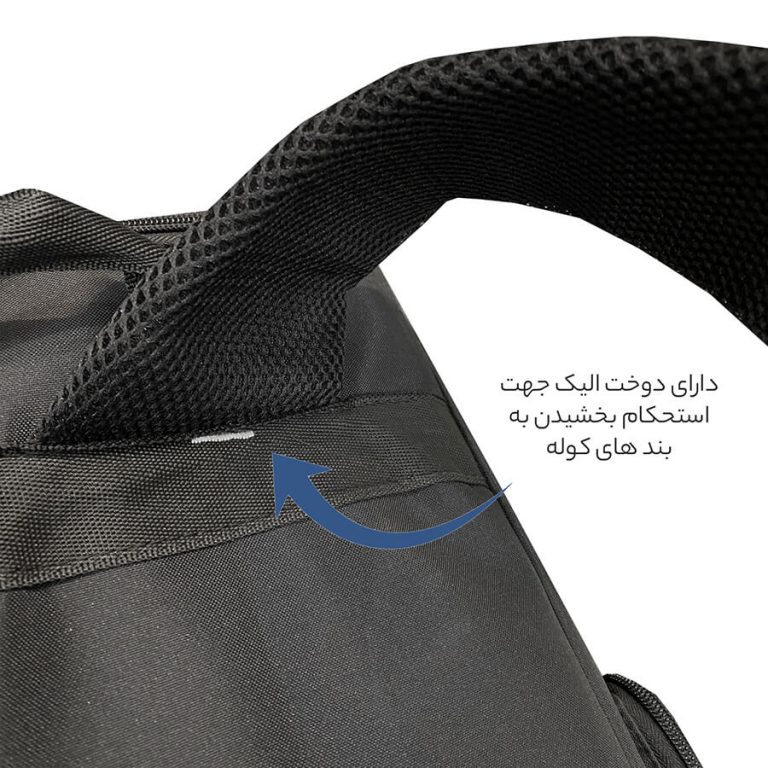 دارای دوخت الیک جهت
استحکام بخشیدن به
بند های کوله